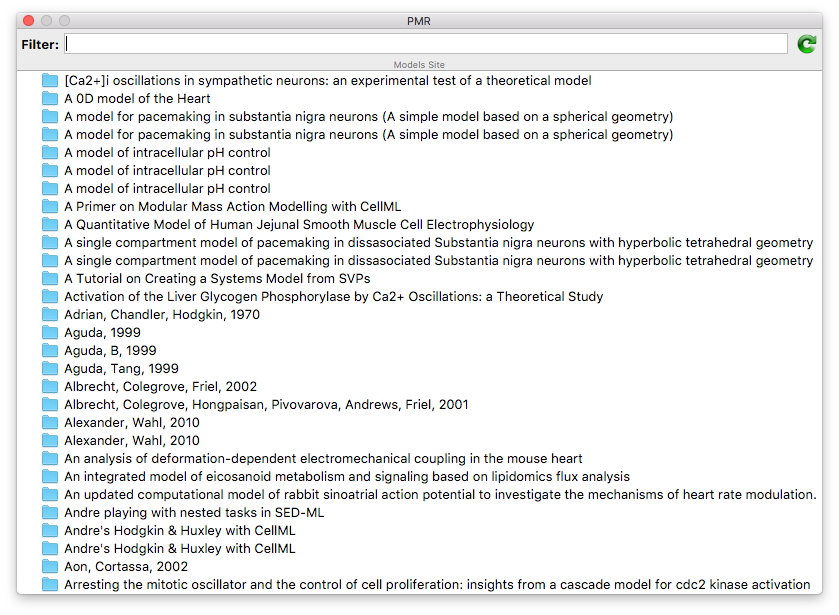 PMR
Filter:
Models Site
[Ca2+]i oscillations in sympathetic neurons: an experimental test of a theoretical model
A 0D model of the Heart
A model for pacemaking in substantia nigra neurons (A simple model based on a spherical geometry)
A model for pacemaking in substantia nigra neurons (A simple model based on a spherical geometry)
A model of intracellular pH control
A model of intracellular pH control
A model of intracellular pH control
A Primer on Modular Mass Action Modelling with CellML
A Quantitative Model of Human Jejunal Smooth Muscle Cell Electrophysiology
A single compartment model of pacemaking in dissasociated Substantia nigra neurons with hyperbolic tetrahedral geometry
A single compartment model of pacemaking in dissasociated Substantia nigra neurons with hyperbolic tetrahedral geometry
A Tutorial on Creating a Systems Model from SVPs
Activation of the Liver Glycogen Phosphorylase by Ca2+ Oscillations: a Theoretical Study
Adrian, Chandler, Hodgkin, 1970
Aguda, 1999
Aguda, B, 1999
Aguda, Tang, 1999
Albrecht, Colegrove, Friel, 2002
Albrecht, Colegrove, Hongpaisan, Pivovarova, Andrews, Friel, 2001
Alexander, Wahl, 2010
Alexander, Wahl, 2010
An analysis of deformation-dependent electromechanical coupling in the mouse heart
An integrated model of eicosanoid metabolism and signaling based on lipidomics flux analysis
An updated computational model of rabbit sinoatrial action potential to investigate the mechanisms of heart rate modulation.
Andre playing with nested tasks in SED-ML
Andre's Hodgkin & Huxley with CellML
Andre's Hodgkin & Huxley with CellML
Aon, Cortassa, 2002
Arresting the mitotic oscillator and the control of cell proliferation: insights from a cascade model for cdc2 kinase activation